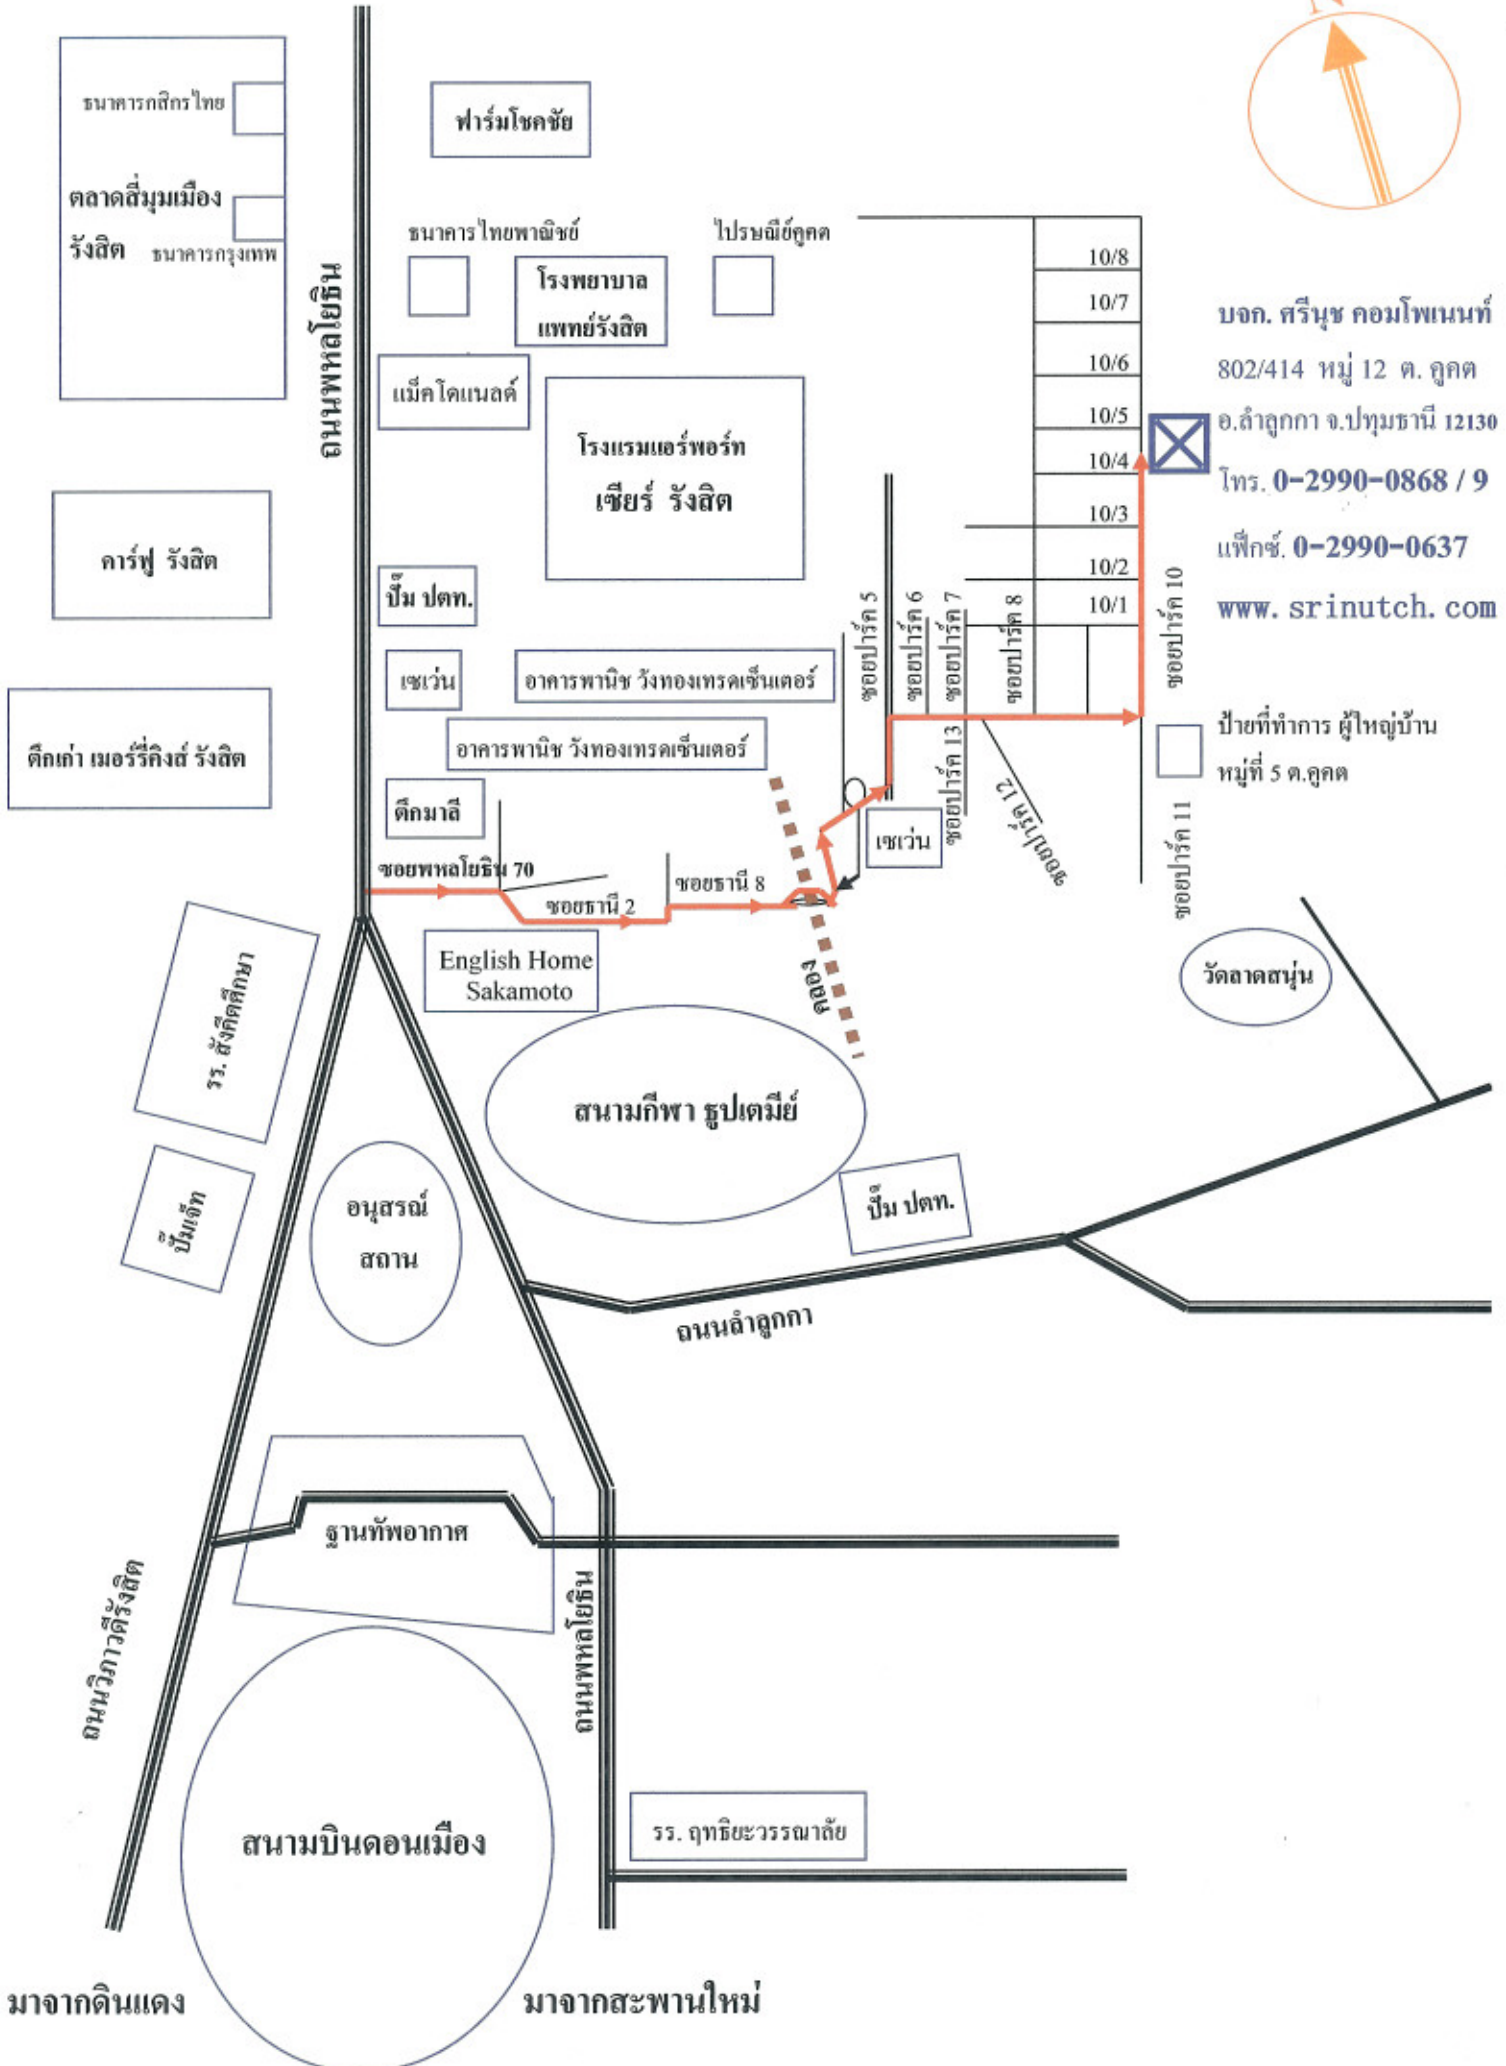 N
ธนาคารกสิกรไทย
ตลาดสี่มุมเมือง
รังสิต
ธนาคารกรุงเทพ
ถนนพหลโยธิน
ฟาร์มโชคชัย
ธนาคารไทยพาณิชย์
โรงพยาบาล
แพทย์รังสิต
ไปรษณีย์คูคต
แม็คโดแนลด์
โรงแรมแอร์พอร์ท
เซียร์ รังสิต
10/8
10/7
10/6
10/5
10/4
10/3
10/2
10/1
บจก. ศรีนุช คอมโพเนนท์
802/414 หมู่ 12 ต. คูคต
อ.ลำลูกกา จ.ปทุมธานี 12130
โทร. 0-2990-0868 / 9
แฟ็กซ์. 0-2990-0637
www.srinutch.com
คาร์ฟู รังสิต
ปั๊ม ปตท.
เซเว่น
อาคารพานิช วังทองเทรดเซ็นเตอร์
อาคารพานิช วังทองเทรดเซ็นเตอร์
ซอยปาร์ค 5
ซอยปาร์ค 6
ซอยปาร์ค 7
ซอยปาร์ค 8
ซอยปาร์ค 10
ตึกเก่า เมอร์รี่คิงส์ รังสิต
ป้ายที่ทำการ ผู้ใหญ่บ้าน
หมู่ที่ 5 ต.คูคต
ตึกมาลี
เซเว่น
ซอยปาร์ค 13
ซอยปาร์ค 12
ซอยปาร์ค 11
ซอยพหลโยธิน 70
ซอยธานี 2
ซอยธานี 8
English Home
Sakamoto
คลอง
วัดลาดสนุ่น
รร. สังคีตศึกษา
สนามกีฬา ธูปเตมีย์
ปั๊มเจ็ท
อนุสรณ์
สถาน
ปั๊ม ปตท.
ถนนลำลูกกา
ฐานทัพอากาศ
ถนนวิภาวดีรังสิต
ถนนพหลโยธิน
สนามบินดอนเมือง
รร. ฤทธิยะวรรณาลัย
มาจากดินแดง
มาจากสะพานใหม่